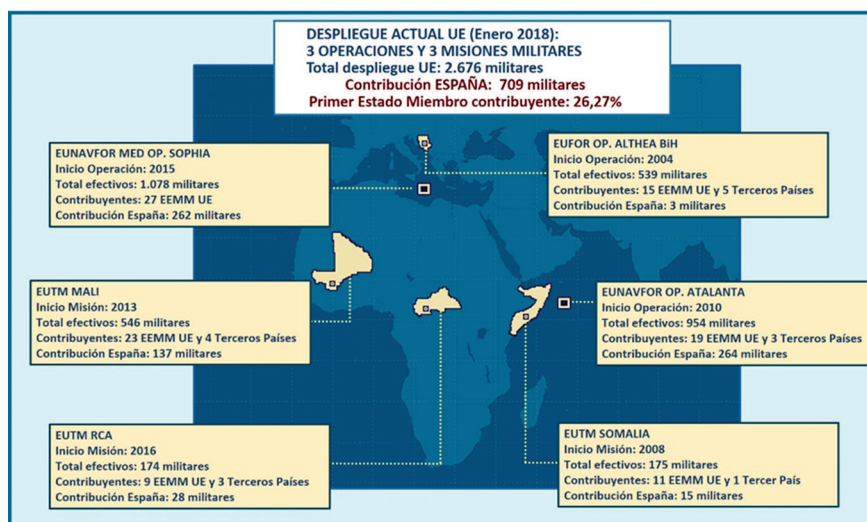 DESPLIEGUE ACTUAL UE (Enero 2018):
3 OPERACIONES Y 3 MISIONES MILITARES
Total despliegue UE: 2.676 militares
Contribución ESPAÑA: 709 militares
Primer Estado Miembro contribuyente: 26,27%
EUNAVFOR MED OP. SOPHIA
Inicio Operación: 2015
Total efectivos: 1.078 militares
Contribuyentes: 27 EEMM UE
Contribución España: 262 militares
EUFOR OP. ALTHEA BiH
Inicio Operación: 2004
Total efectivos: 539 militares
Contribuyentes: 15 EEMM UE y 5 Terceros Países
Contribución España: 3 militares
EUTM MALI
Inicio Misión: 2013
Total efectivos: 546 militares
Contribuyentes: 23 EEMM UE y 4 Terceros Países
Contribución España: 137 militares
EUNAVFOR OP. ATALANTA
Inicio Operación: 2010
Total efectivos: 954 militares
Contribuyentes: 19 EEMM UE y 3 Terceros Países
Contribución España: 264 militares
EUTM RCA
Inicio Misión: 2016
Total efectivos: 174 militares
Contribuyentes: 9 EEMM UE y 3 Terceros Países
Contribución España: 28 militares
EUTM SOMALIA
Inicio Misión: 2008
Total efectivos: 175 militares
Contribuyentes: 11 EEMM UE y 1 Tercer País
Contribución España: 15 militares